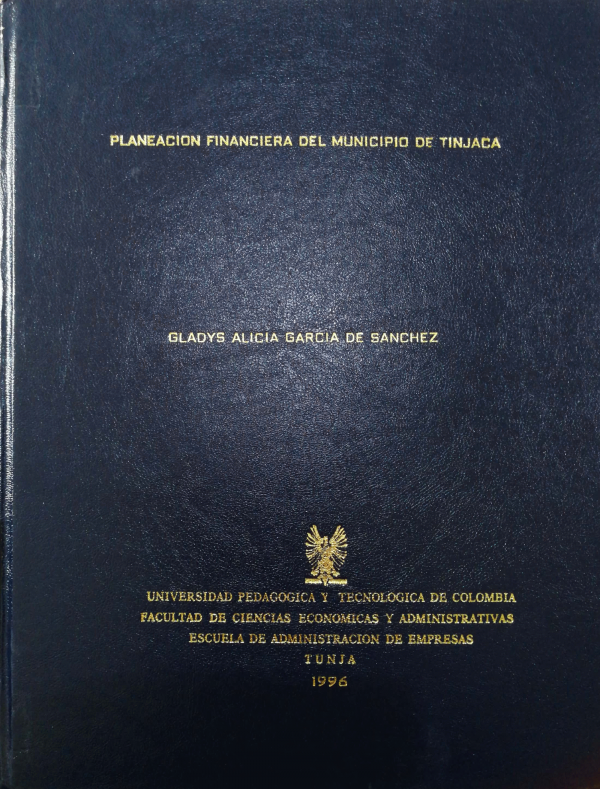 PLANEACION FINANCIERA DEL MUNICIPIO DE TINJACA
GLADYS ALICIA GARCIA DE SANCHEZ
UNIVERSIDAD PEDAGOGICA Y TECNOLOGICA DE COLOMBIA
FACULTAD DE CIENCIAS ECONOMICAS Y ADMINISTRATIVAS
ESCUELA DE ADMINISTRACION DE EMPRESAS
TUNJA
1996